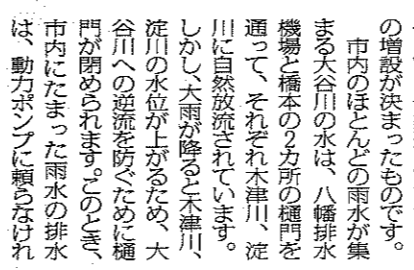 の増設が決まったものです。
　市内のほとんどの雨水が集
まる大谷川の水は、八幡排水
機場と橋本の2カ所の樋門を
通って、それぞれ木津川、淀
川に自然放流されています。
しかし、大雨が降ると木津川、
淀川の水位が上がるため、大
谷川への逆流を防ぐために樋
門が閉められます。このとき、
市内にたまった雨水の排水
は、動力ポンプに頼らなけれ